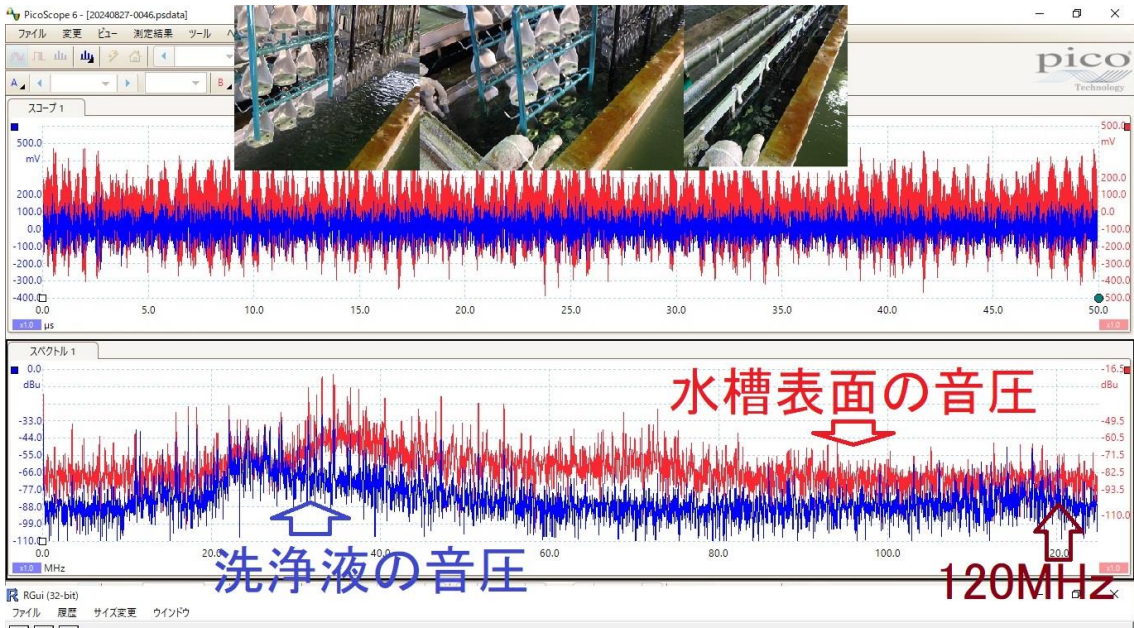 PicoScope 6 - [20240827-0046.psdata]
ファイル 変更 ビュー 測定結果 ツール
pico
Technology
A B
スコープ 1
500.0 500.0
mV mV
200.0 200.0
100.0 100.0
0.0 0.0
-100.0 -100.0
-200.0 -200.0
-300.0 -300.0
-400.0 500.0
0.0 5.0 10.0 15.0 20.0 25.0 30.0 35.0 40.0 45.0 50.0
x1.0 µs x1.0
スペクトル 1
0.0 -16.5
dBu dBu
水槽表面の音圧
-33.0 -49.5
-44.0 -60.5
-55.0 -71.5
-66.0 -82.5
-77.0 -93.5
-88.0 -110.0
-99.0
-110.0
0.0 20.0 40.0 60.0 80.0 100.0 120.0
x1.0 MHz x1.0
洗浄液の音圧
120MHz
RGui (32-bit)
ファイル 履歴 サイズ変更 ウインドウ